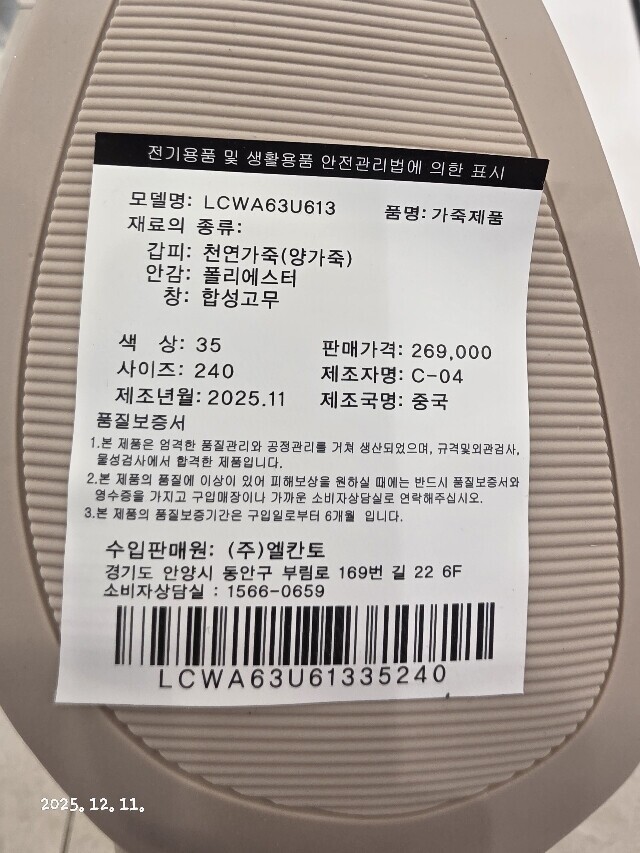 전기용품 및 생활용품 안전관리법에 의한 표시
모델명: LCWA63U613 품명: 가죽제품
재료의 종류:
갑피: 천연가죽(양가죽)
안감: 폴리에스터
창: 합성고무
색 상: 35 판매가격: 269,000
사이즈: 240 제조자명: C-04
제조년월: 2025.11 제조국명: 중국
품질보증서
1.본 제품은 엄격한 품질관리와 공정관리를 거쳐 생산되었으며, 규격및외관검사,
물성검사에서 합격한 제품입니다.
2.본 제품의 품질에 이상이 있어 피해보상을 원하실 때에는 반드시 품질보증서와
영수증을 가지고 구입매장이나 가까운 소비자상담실로 연락해주십시오.
3.본 제품의 품질보증기간은 구입일로부터 6개월 입니다.
수입판매원: (주)엘칸토
경기도 안양시 동안구 부림로 169번 길 22 6F
소비자상담실 : 1566-0659
LCWA63U61335240
2025. 12. 11.